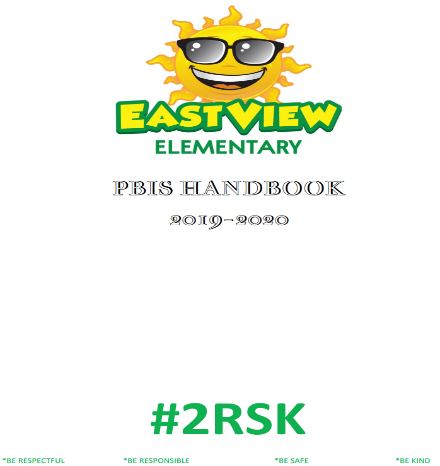 EASTVIEW
ELEMENTARY
PBIS HANDBOOK
2019-2020
#2RSK
*BE RESPECTFUL *BE RESPONSIBLE *BE SAFE *BE KIND